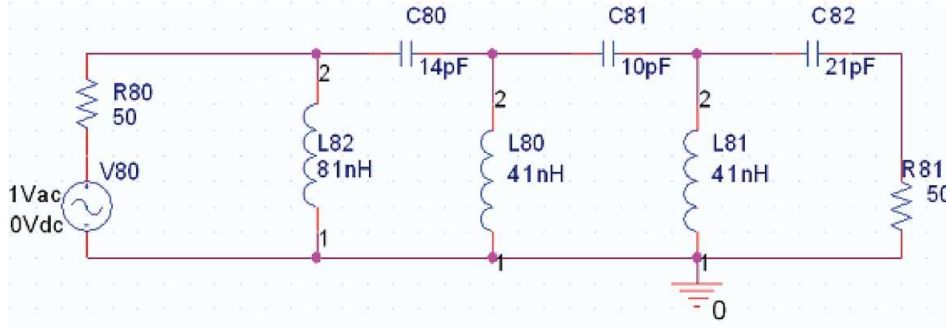 C80
C81
C82
14pF
10pF
21pF
2
2
2
R80
50
L82
81nH
L80
41nH
L81
41nH
V80
1Vac
0Vdc
R81
50
1
1
1
0